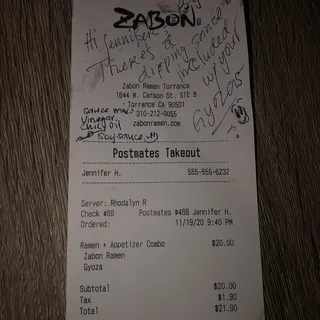 ZABON
Hi Jennifer!
There's a
dipping sauce
included
w/ your
Gyozas
Zabon Ramen Torrance
1644 W. Carson St. STE B
Torrance CA 90501
310-212-0055
zabonramen.com
sauce mix:
vinegar
chili oil
soy sauce
Postmates Takeout
Jennifer H. 555-555-6232
Server: Rhodalyn R
Check #68 Postmates #468 Jennifer H.
Ordered: 11/19/20 9:40 PM
Ramen + Appetizer Combo $20.00
Zabon Ramen
Gyoza
Subtotal $20.00
Tax $1.90
Total $21.90